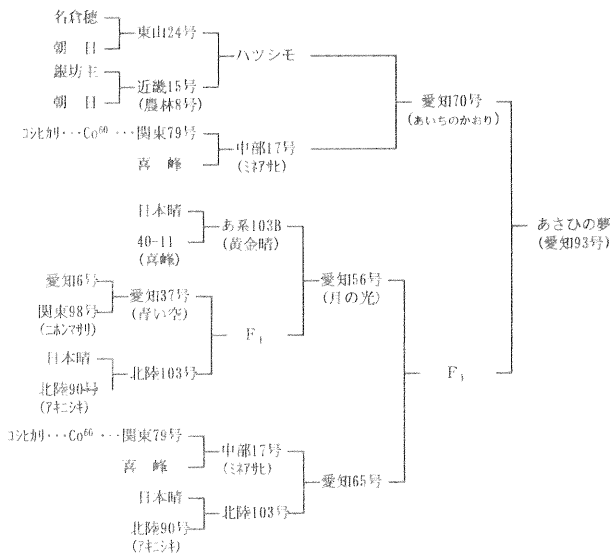 名倉穂
東山24号
朝日
ハツシモ
銀坊主
近畿15号
(農林8号)
朝日
愛知70号
(あいちのかおり)
コシヒカリ・・・Co60・・・関東79号
中部17号
(ミネアサヒ)
喜峰
あさひの夢
(愛知93号)
日本晴
あ系103B
(黄金晴)
40-11
(喜峰)
愛知56号
(月の光)
愛知6号
愛知37号
(青い空)
関東98号
(ニホンマサリ)
F1
日本晴
北陸103号
北陸90号
(アキニシキ)
F1
コシヒカリ・・・Co60・・・関東79号
中部17号
(ミネアサヒ)
喜峰
愛知65号
日本晴
北陸103号
北陸90号
(アキニシキ)